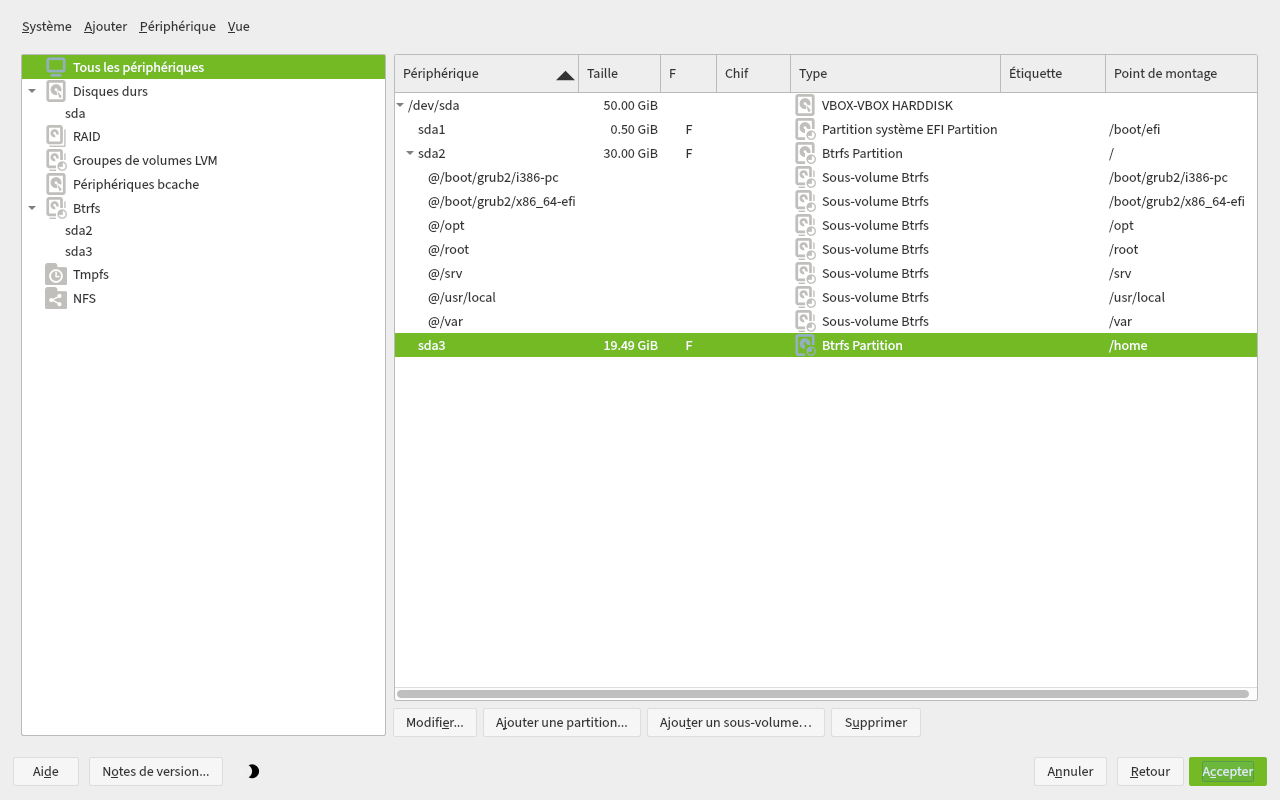 Système Ajouter Périphérique Vue
Tous les périphériques
Disques durs
sda
RAID
Groupes de volumes LVM
Périphériques bcache
Btrfs
sda2
sda3
Tmpfs
NFS
Périphérique Taille F Chif Type Étiquette Point de montage
/dev/sda 50.00 GiB VBOX-VBOX HARDDISK
sda1 0.50 GiB F Partition système EFI Partition /boot/efi
sda2 30.00 GiB F Btrfs Partition /
@/boot/grub2/i386-pc Sous-volume Btrfs /boot/grub2/i386-pc
@/boot/grub2/x86_64-efi Sous-volume Btrfs /boot/grub2/x86_64-efi
@/opt Sous-volume Btrfs /opt
@/root Sous-volume Btrfs /root
@/srv Sous-volume Btrfs /srv
@/usr/local Sous-volume Btrfs /usr/local
@/var Sous-volume Btrfs /var
sda3 19.49 GiB F Btrfs Partition /home
Modifier... Ajouter une partition... Ajouter un sous-volume… Supprimer
Aide Notes de version... Annuler Retour Accepter